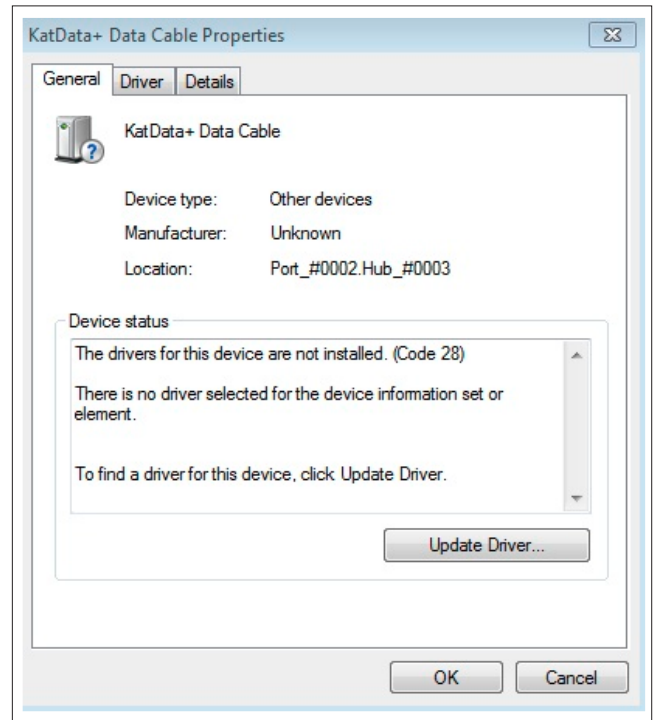 KatData+ Data Cable Properties
General Driver Details
KatData+ Data Cable
Device type: Other devices
Manufacturer: Unknown
Location: Port_#0002.Hub_#0003
Device status
The drivers for this device are not installed. (Code 28)
There is no driver selected for the device information set or
element.
To find a driver for this device, click Update Driver.
Update Driver...
OK Cancel